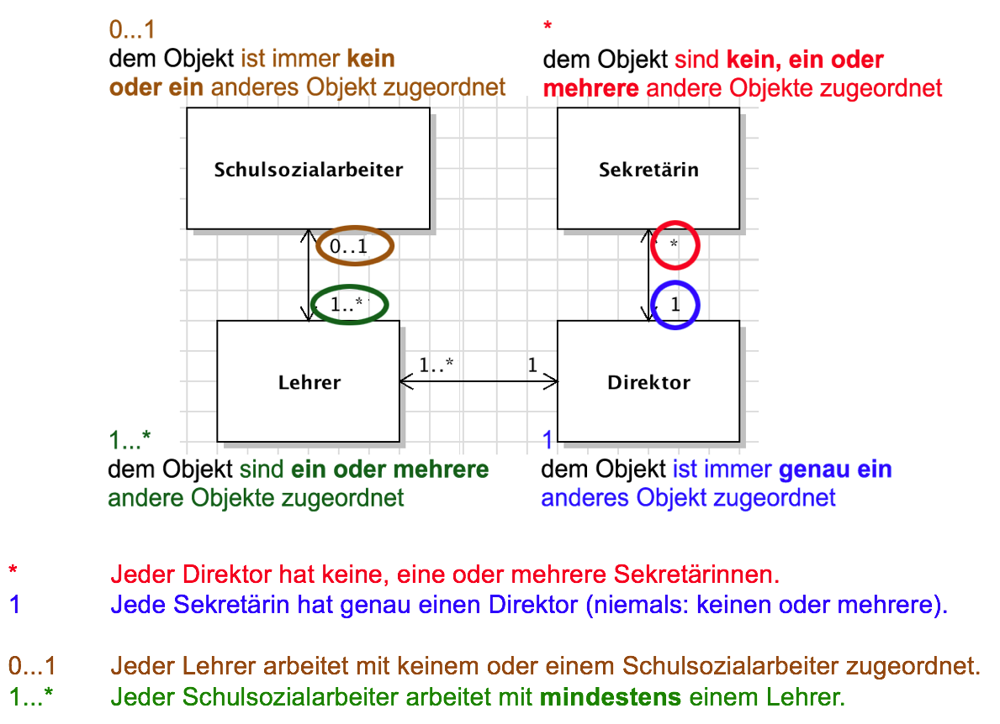 0...1
dem Objekt ist immer kein
oder ein anderes Objekt zugeordnet
*
dem Objekt sind kein, ein oder
mehrere andere Objekte zugeordnet
Schulsozialarbeiter
Sekretärin
0..1
*
1..*
1
Lehrer
1..*
1
Direktor
1...*
dem Objekt sind ein oder mehrere
andere Objekte zugeordnet
1
dem Objekt ist immer genau ein
anderes Objekt zugeordnet
* Jeder Direktor hat keine, eine oder mehrere Sekretärinnen.
1 Jede Sekretärin hat genau einen Direktor (niemals: keinen oder mehrere).
0...1 Jeder Lehrer arbeitet mit keinem oder einem Schulsozialarbeiter zugeordnet.
1...* Jeder Schulsozialarbeiter arbeitet mit mindestens einem Lehrer.